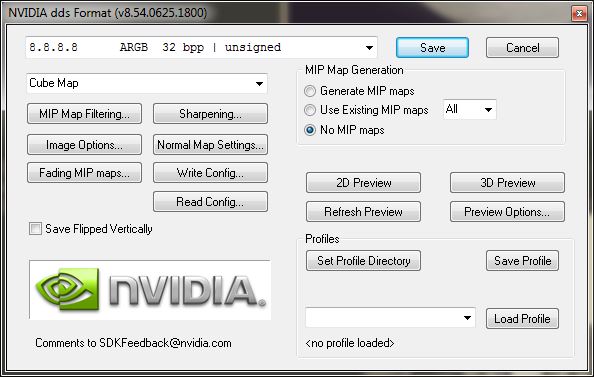 NVIDIA dds Format (v8.54.0625.1800)
8.8.8.8 ARGB 32 bpp | unsigned
Save
Cancel
Cube Map
MIP Map Generation
Generate MIP maps
Use Existing MIP maps
All
No MIP maps
MIP Map Filtering...
Sharpening...
Image Options...
Normal Map Settings...
Fading MIP maps...
Write Config...
Read Config...
2D Preview
3D Preview
Refresh Preview
Preview Options...
Save Flipped Vertically
Profiles
Set Profile Directory
Save Profile
Load Profile
<no profile loaded>
NVIDIA®
Comments to SDKFeedback@nvidia.com